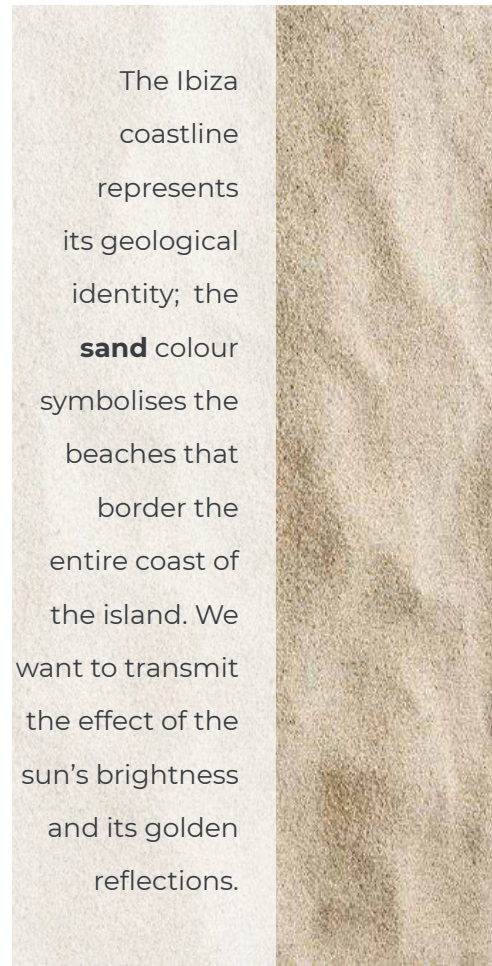 The Ibiza
coastline
represents
its geological
identity;  the
sand colour
symbolises the
beaches that
border the
entire coast of
the island. We
want to transmit
the effect of the
sun’s brightness
and its golden
reflections.